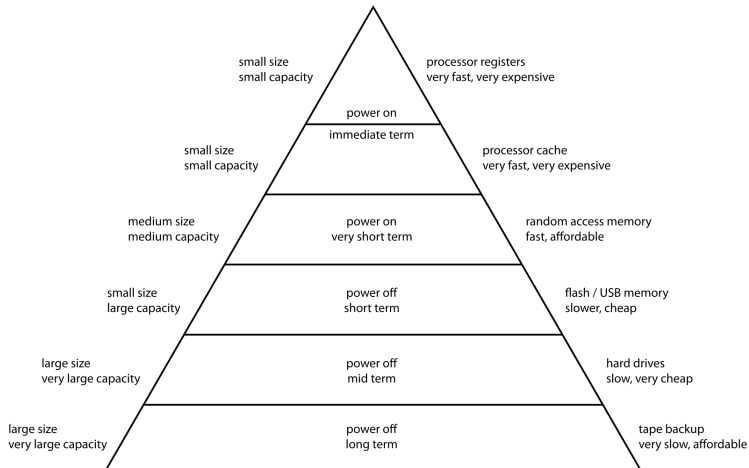 small size
small capacity
processor registers
very fast, very expensive
power on
immediate term
small size
small capacity
processor cache
very fast, very expensive
medium size
medium capacity
power on
very short term
random access memory
fast, affordable
small size
large capacity
power off
short term
flash / USB memory
slower, cheap
large size
very large capacity
power off
mid term
hard drives
slow, very cheap
large size
very large capacity
power off
long term
tape backup
very slow, affordable